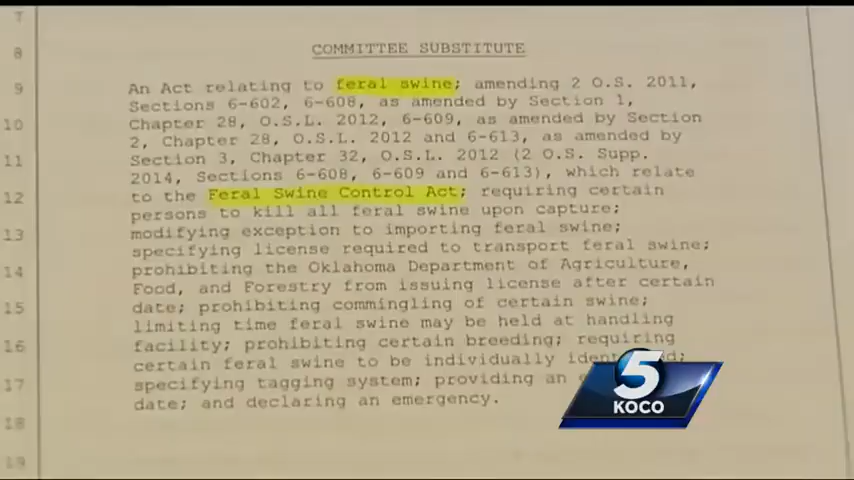 7
8
COMMITTEE SUBSTITUTE
9
An Act relating to feral swine; amending 2 O.S. 2011,
Sections 6-602, 6-608, as amended by Section 1,
10
Chapter 28, O.S.L. 2012, 6-609, as amended by Section
2, Chapter 28, O.S.L. 2012 and 6-613, as amended by
11
Section 3, Chapter 32, O.S.L. 2012 (2 O.S. Supp.
2014, Sections 6-608, 6-609 and 6-613), which relate
12
to the Feral Swine Control Act; requiring certain
persons to kill all feral swine upon capture;
13
modifying exception to importing feral swine;
specifying license required to transport feral swine;
14
prohibiting the Oklahoma Department of Agriculture,
Food, and Forestry from issuing license after certain
15
date; prohibiting commingling of certain swine;
limiting time feral swine may be held at handling
16
facility; prohibiting certain breeding; requiring
certain feral swine to be individually
17
specifying tagging system; providing an
date; and declaring an emergency.
18
19
5
KOCO